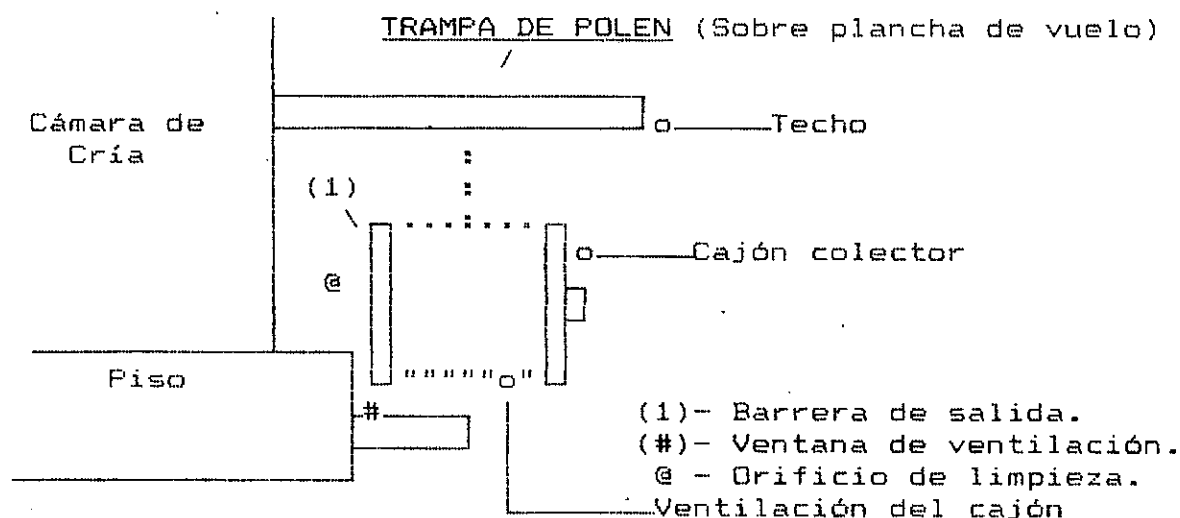 TRAMPA DE POLEN (Sobre plancha de vuelo)
Cámara de
Cría
Techo
(1)
Cajón colector
@
Piso
#
(1)- Barrera de salida.
(#)- Ventana de ventilación.
@ - Orificio de limpieza.
Ventilación del cajón